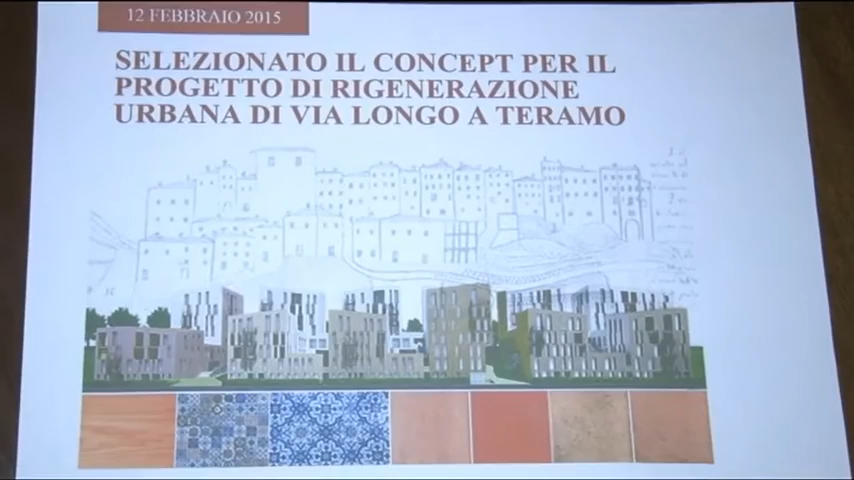 12 FEBBRAIO 2015
SELEZIONATO IL CONCEPT PER IL
PROGETTO DI RIGENERAZIONE
URBANA DI VIA LONGO A TERAMO